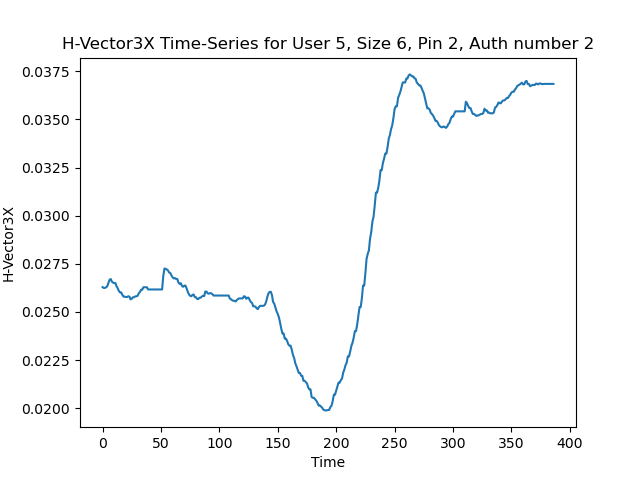 H-Vector3X Time-Series for User 5, Size 6, Pin 2, Auth number 2
H-Vector3X
0.0375
0.0350
0.0325
0.0300
0.0275
0.0250
0.0225
0.0200
0 50 100 150 200 250 300 350 400
Time